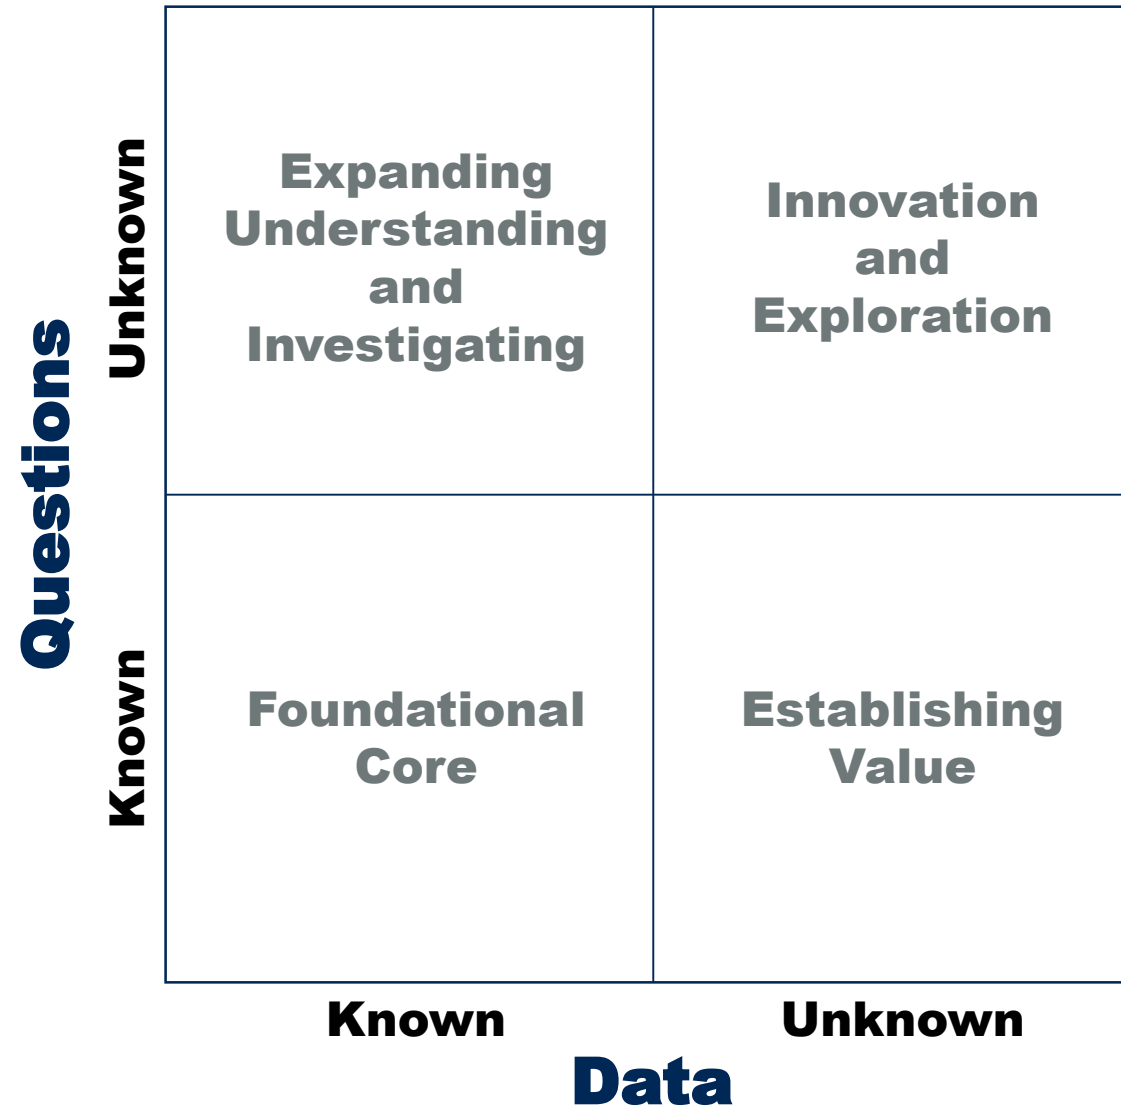 Questions
Unknown
Expanding
Understanding
and
Investigating
Innovation
and
Exploration
Known
Foundational
Core
Establishing
Value
Known
Unknown
Data